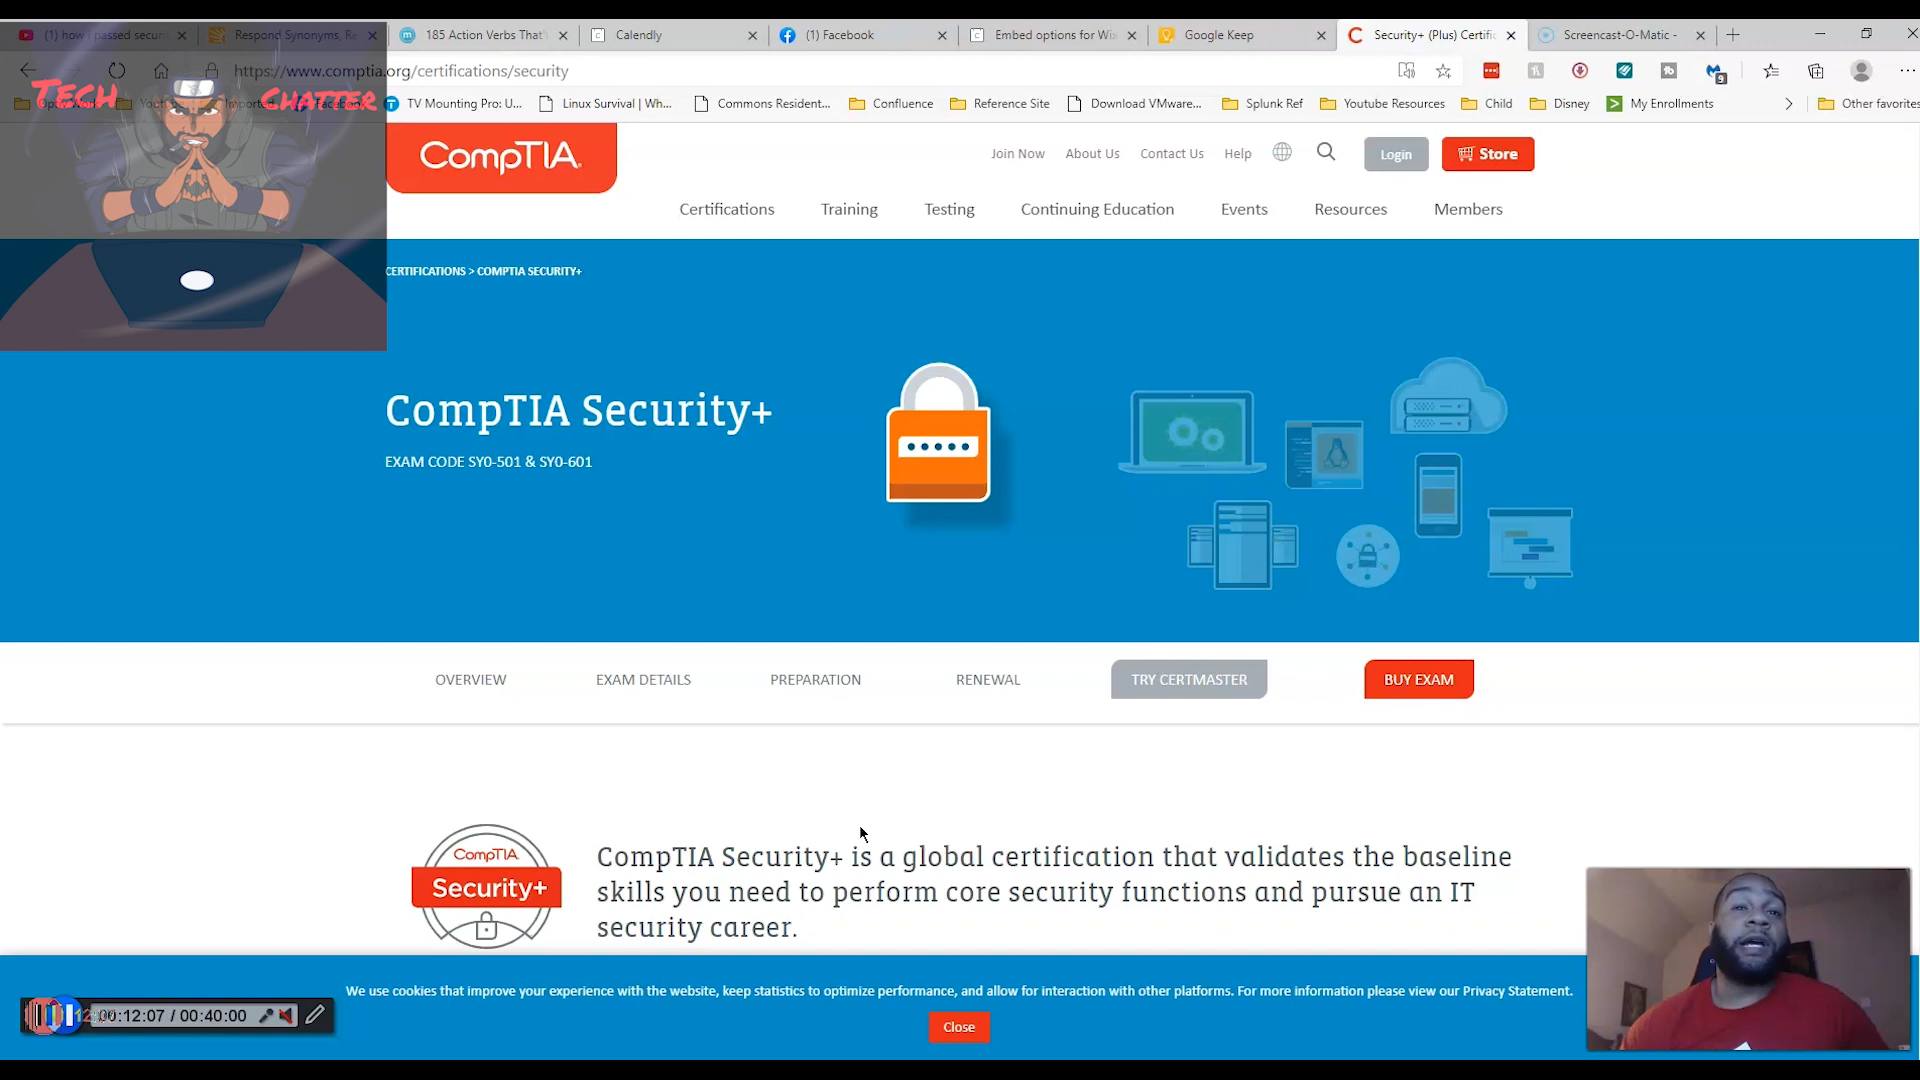 (1) how i passed secur
Respond Synonyms, Re
185 Action Verbs That'
Calendly
(1) Facebook
Embed options for Wix
Google Keep
Security+ (Plus) Certific
Screencast-O-Matic -
https://www.comptia.org/certifications/security
TECH CHATTER
TV Mounting Pro: U...
Linux Survival | Wh...
Commons Resident...
Confluence
Reference Site
Download VMware...
Splunk Ref
Youtube Resources
Child
Disney
My Enrollments
Other favorites
CompTIA.
Join Now
About Us
Contact Us
Help
Login
Store
Certifications
Training
Testing
Continuing Education
Events
Resources
Members
CERTIFICATIONS > COMPTIA SECURITY+
CompTIA Security+
EXAM CODE SY0-501 & SY0-601
OVERVIEW
EXAM DETAILS
PREPARATION
RENEWAL
TRY CERTMASTER
BUY EXAM
CompTIA.
Security+
CompTIA Security+ is a global certification that validates the baseline
skills you need to perform core security functions and pursue an IT
security career.
We use cookies that improve your experience with the website, keep statistics to optimize performance, and allow for interaction with other platforms. For more information please view our Privacy Statement.
Close
00:12:07 / 00:40:00